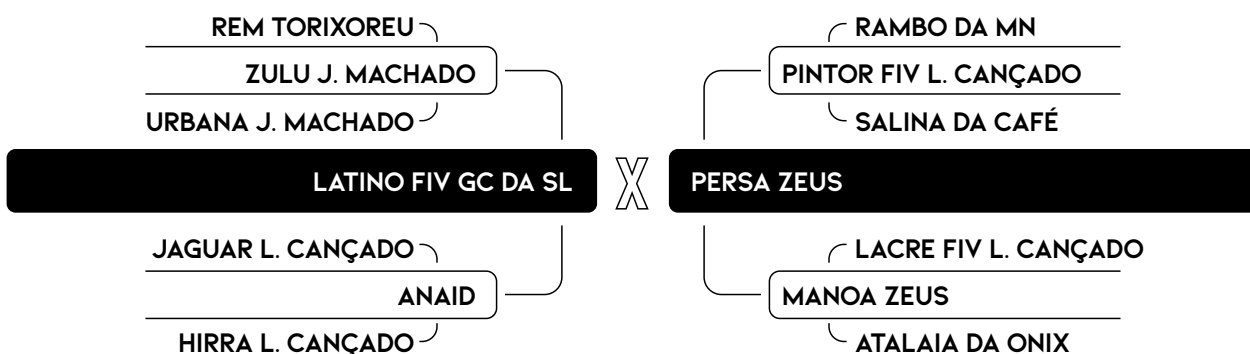 REM TORIXOREU
ZULU J. MACHADO
URBANA J. MACHADO
LATINO FIV GC DA SL
JAGUAR L. CANÇADO
ANAID
HIRRA L. CANÇADO
X
RAMBO DA MN
PINTOR FIV L. CANÇADO
SALINA DA CAFÉ
PERSA ZEUS
LACRE FIV L. CANÇADO
MANOA ZEUS
ATALAIA DA ONIX